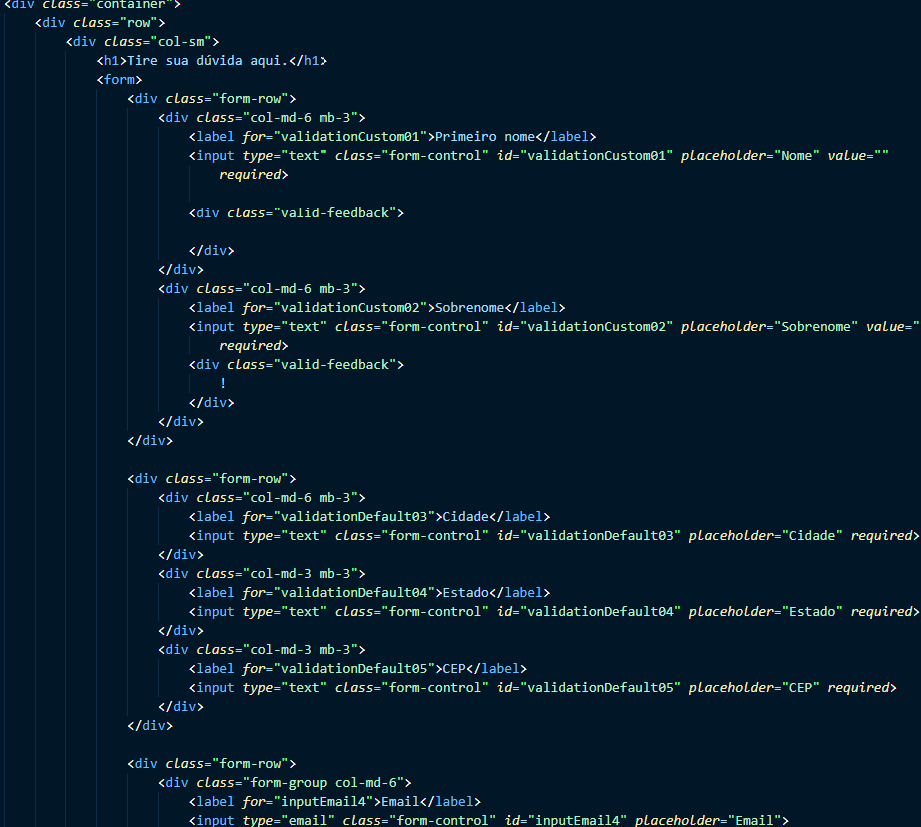 <div class="container">
<div class="row">
<div class="col-sm">
<h1>Tire sua dúvida aqui.</h1>
<form>
<div class="form-row">
<div class="col-md-6 mb-3">
<label for="validationCustom01">Primeiro nome</label>
<input type="text" class="form-control" id="validationCustom01" placeholder="Nome" value=""
required>
<div class="valid-feedback">
</div>
</div>
<div class="col-md-6 mb-3">
<label for="validationCustom02">Sobrenome</label>
<input type="text" class="form-control" id="validationCustom02" placeholder="Sobrenome" value="
required>
<div class="valid-feedback">
!
</div>
</div>
</div>
<div class="form-row">
<div class="col-md-6 mb-3">
<label for="validationDefault03">Cidade</label>
<input type="text" class="form-control" id="validationDefault03" placeholder="Cidade" required>
</div>
<div class="col-md-3 mb-3">
<label for="validationDefault04">Estado</label>
<input type="text" class="form-control" id="validationDefault04" placeholder="Estado" required>
</div>
<div class="col-md-3 mb-3">
<label for="validationDefault05">CEP</label>
<input type="text" class="form-control" id="validationDefault05" placeholder="CEP" required>
</div>
</div>
<div class="form-row">
<div class="form-group col-md-6">
<label for="inputEmail4">Email</label>
<input type="email" class="form-control" id="inputEmail4" placeholder="Email">